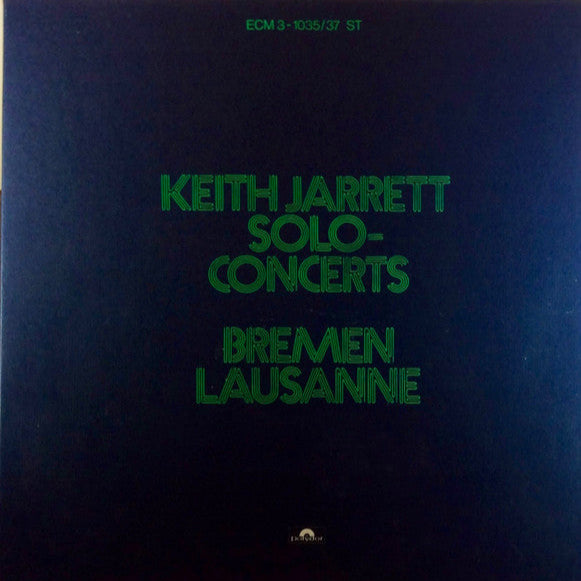 ECM 3-1035/37 ST
KEITH JARRETT
SOLO-
CONCERTS
BREMEN
LAUSANNE
polydor